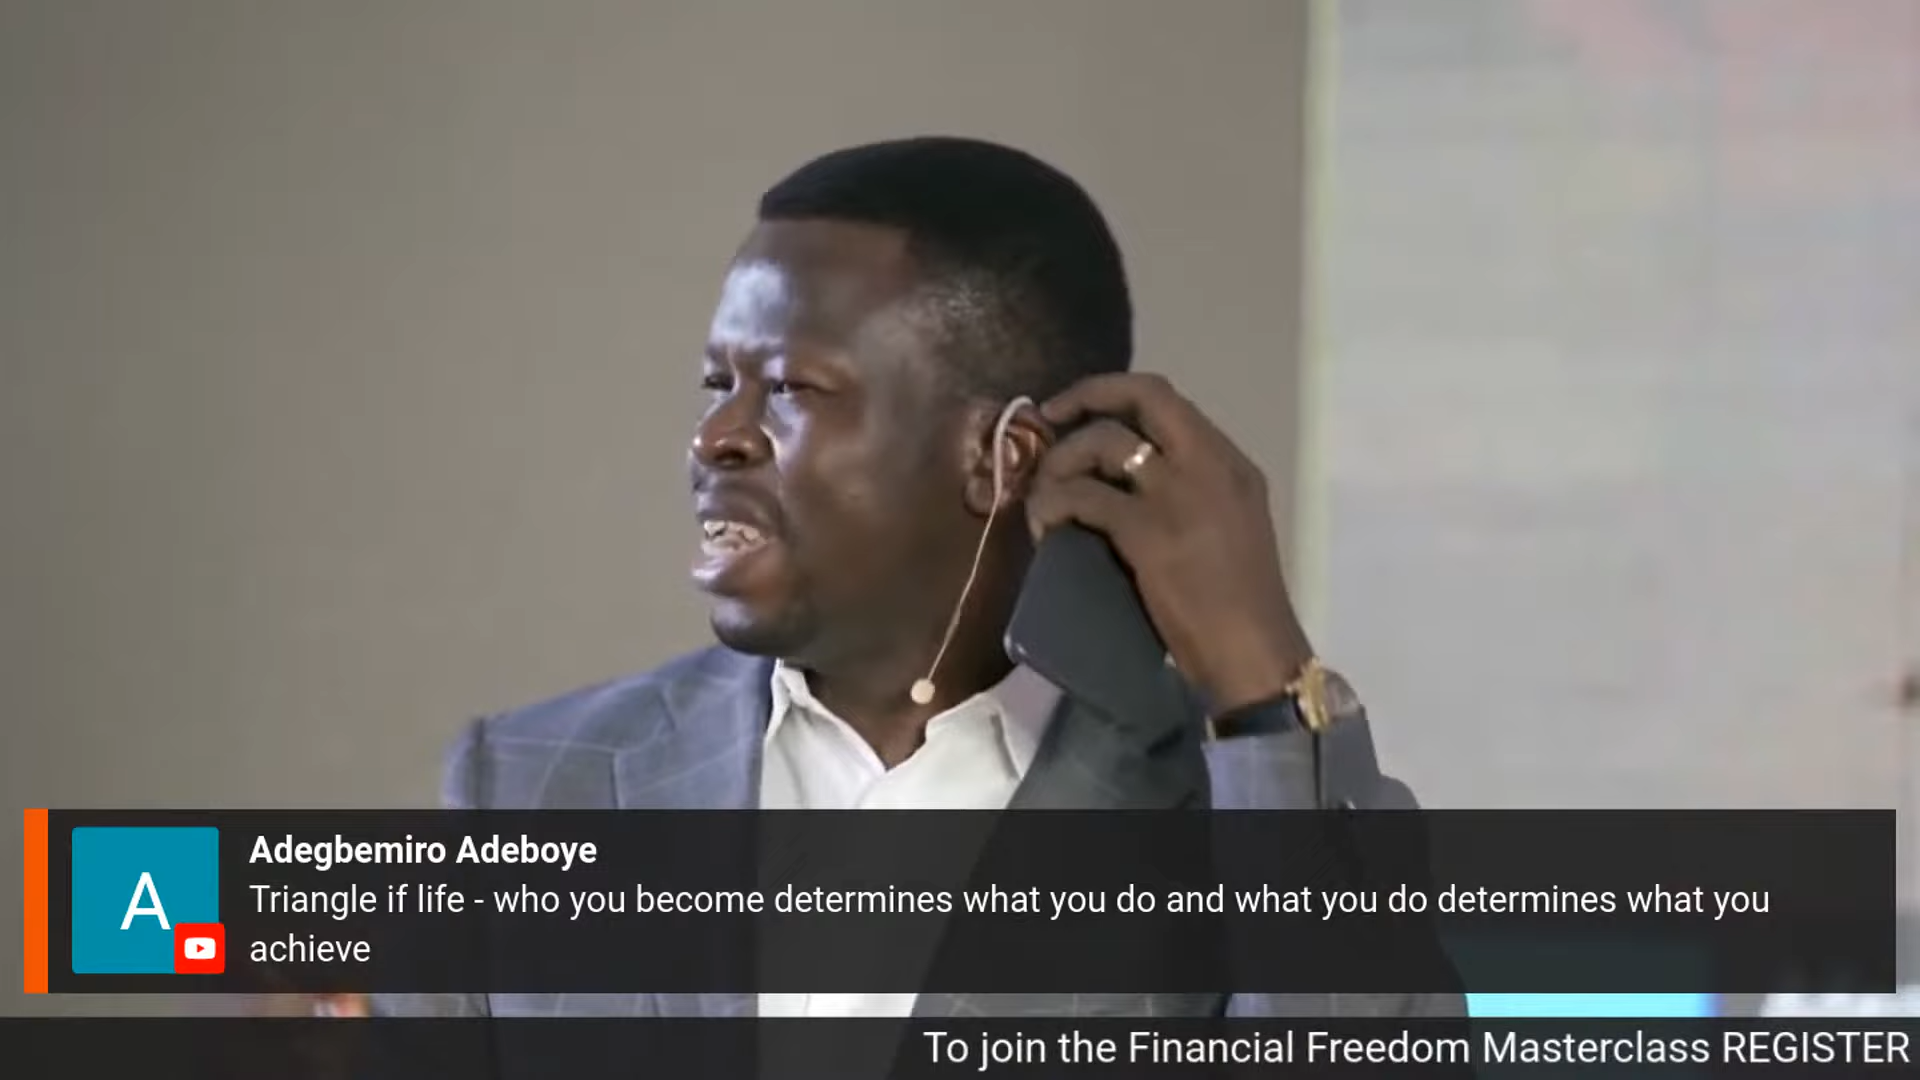 A
Adegbemiro Adeboye
Triangle if life - who you become determines what you do and what you do determines what you
achieve
To join the Financial Freedom Masterclass REGISTER